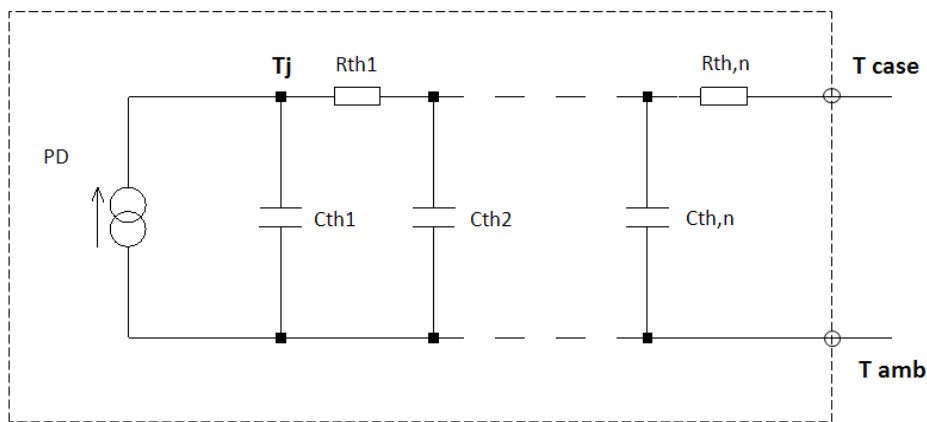 Tj
Rth1
Rth,n
T case
PD
Cth1
Cth2
Cth,n
T amb